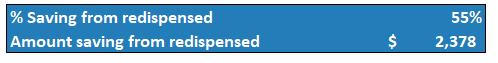 % Saving from redispensed 55%
Amount saving from redispensed $ 2,378